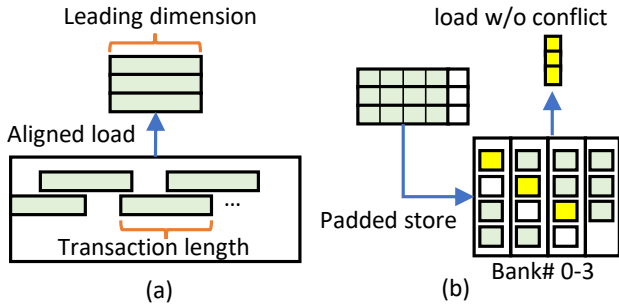 Leading dimension
Aligned load
...
Transaction length
(a)
load w/o conflict
Padded store
Bank# 0-3
(b)